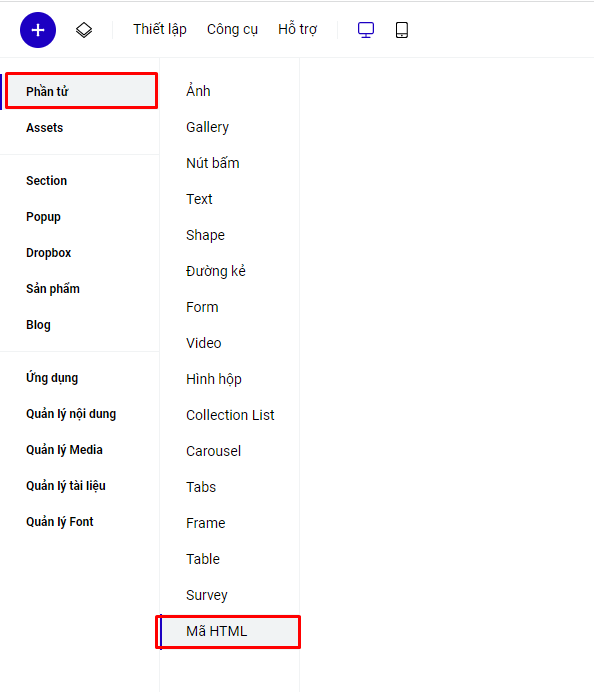 Thiết lập Công cụ Hỗ trợ
Phần tử
Assets
Section
Popup
Dropbox
Sản phẩm
Blog
Ứng dụng
Quản lý nội dung
Quản lý Media
Quản lý tài liệu
Quản lý Font
Ảnh
Gallery
Nút bấm
Text
Shape
Đường kẻ
Form
Video
Hình hộp
Collection List
Carousel
Tabs
Frame
Table
Survey
Mã HTML